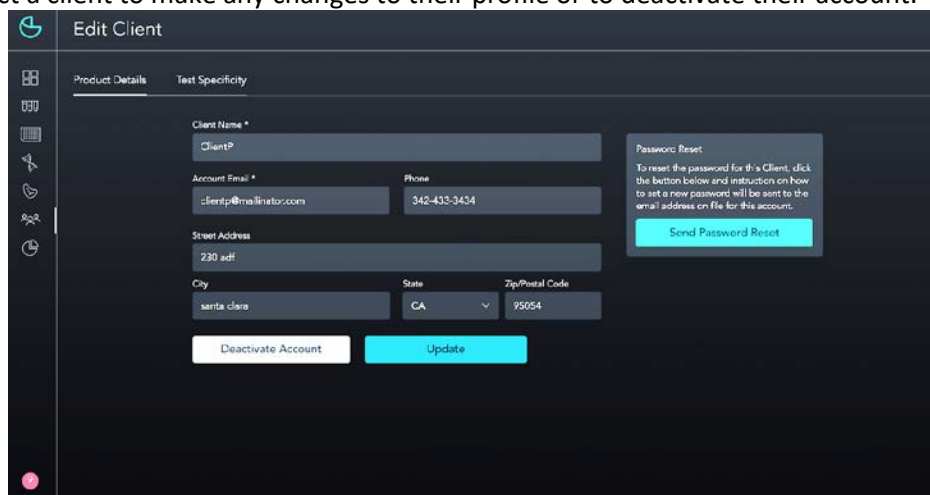 ct a client to make any changes to their profile or to deactivate their account.
Edit Client
Product Details Test Specificity
Client Name *
ClientP
Account Email * Phone
clientp@mailinator.com 342-433-3434
Street Address
230 adf
City State Zip/Postal Code
santa clara CA 95054
Deactivate Account Update
Password Reset
To reset the password for this Client, click
the button below and instruction on how
to set a new password will be sent to the
email address on file for this account.
Send Password Reset
?